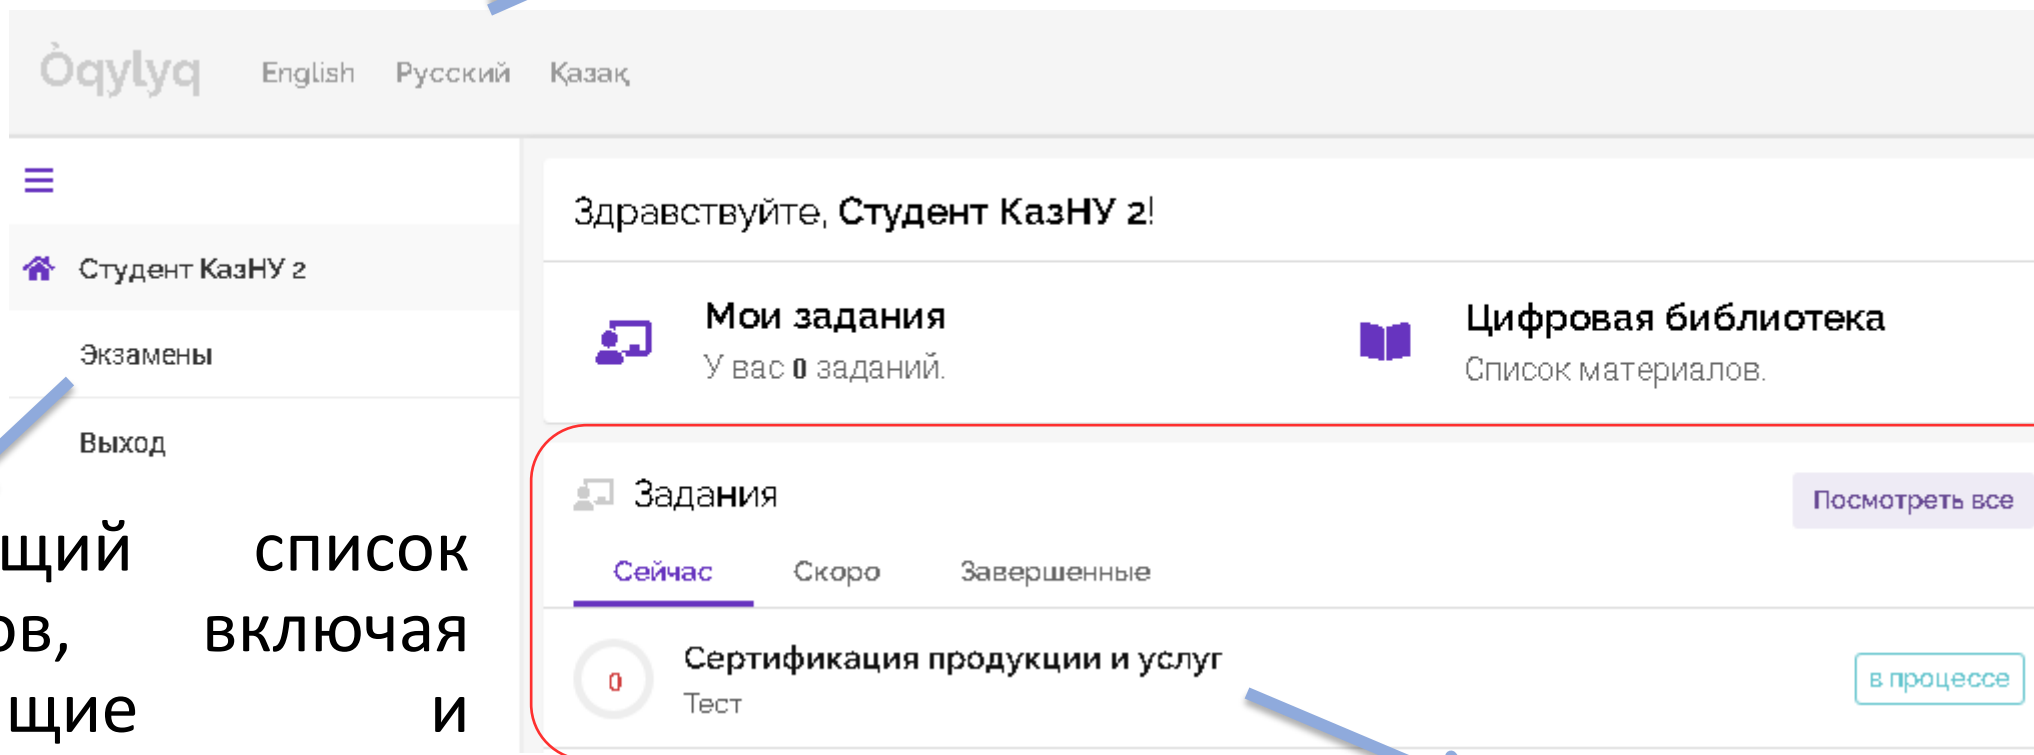 Òqylyq English Русский Қазақ
Здравствуйте, Студент КазНУ 2!
Студент КазНУ 2
Экзамены
Выход
Мои задания
У вас 0 заданий.
Цифровая библиотека
Список материалов.
Задания
Посмотреть все
Сейчас Скоро Завершенные
0
Сертификация продукции и услуг
Тест
в процессе
щий список
ов, включая
щие и